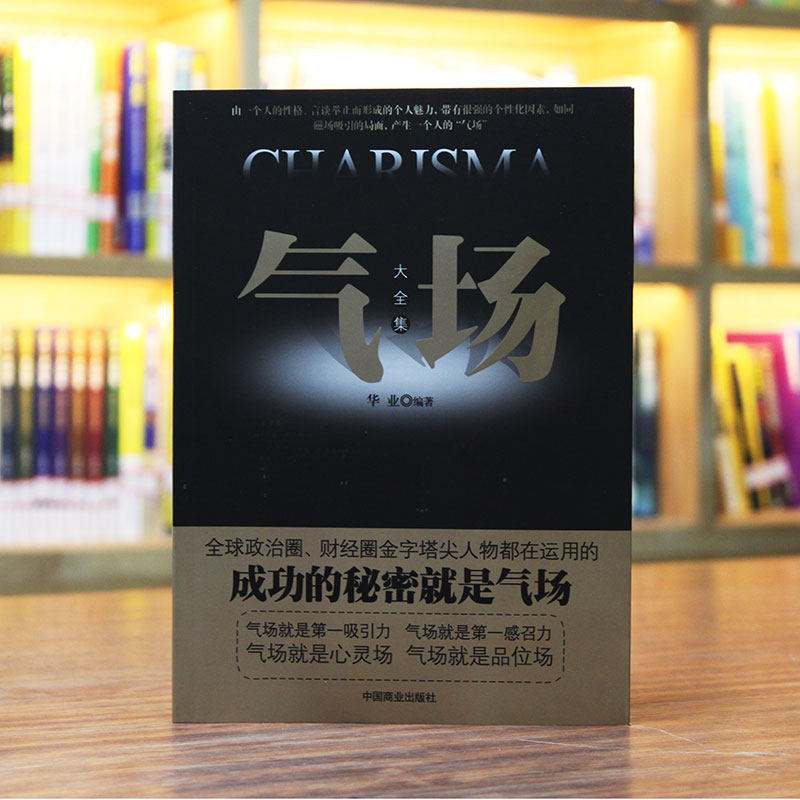 由一个人的性格、言谈举止而形成的个人魅力，带有很强的个性化因素，如同
磁场吸引的局面，产生一个人的“气场”
CHARISMA
气场
大全集
华业◎编著
全球政治圈、财经圈金字塔尖人物都在运用的
成功的秘密就是气场
气场就是第一吸引力 气场就是第一感召力
气场就是心灵场 气场就是品位场
中国商业出版社